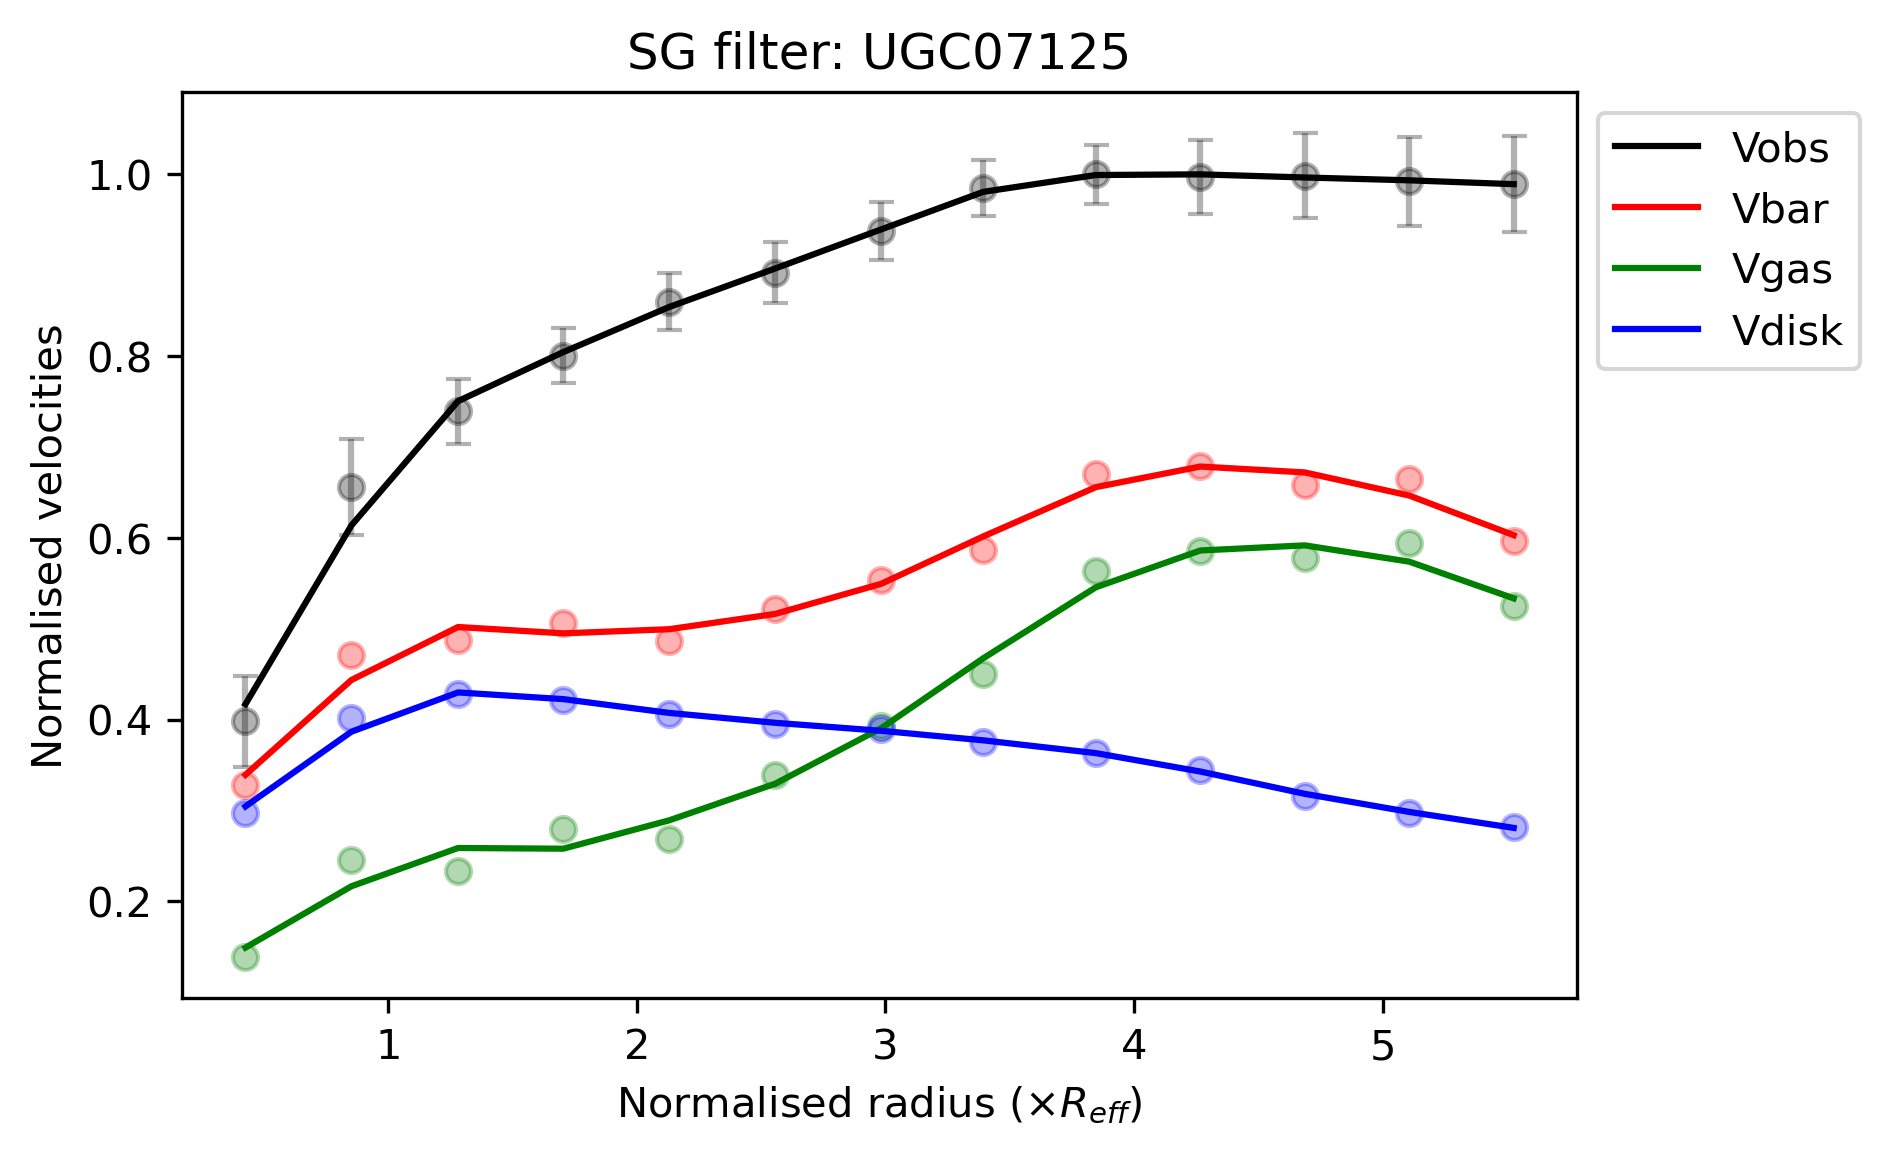 SG filter: UGC07125
Vobs
Vbar
Vgas
Vdisk
Normalised velocities
1.0
0.8
0.6
0.4
0.2
1 2 3 4 5
Normalised radius (×R_eff)